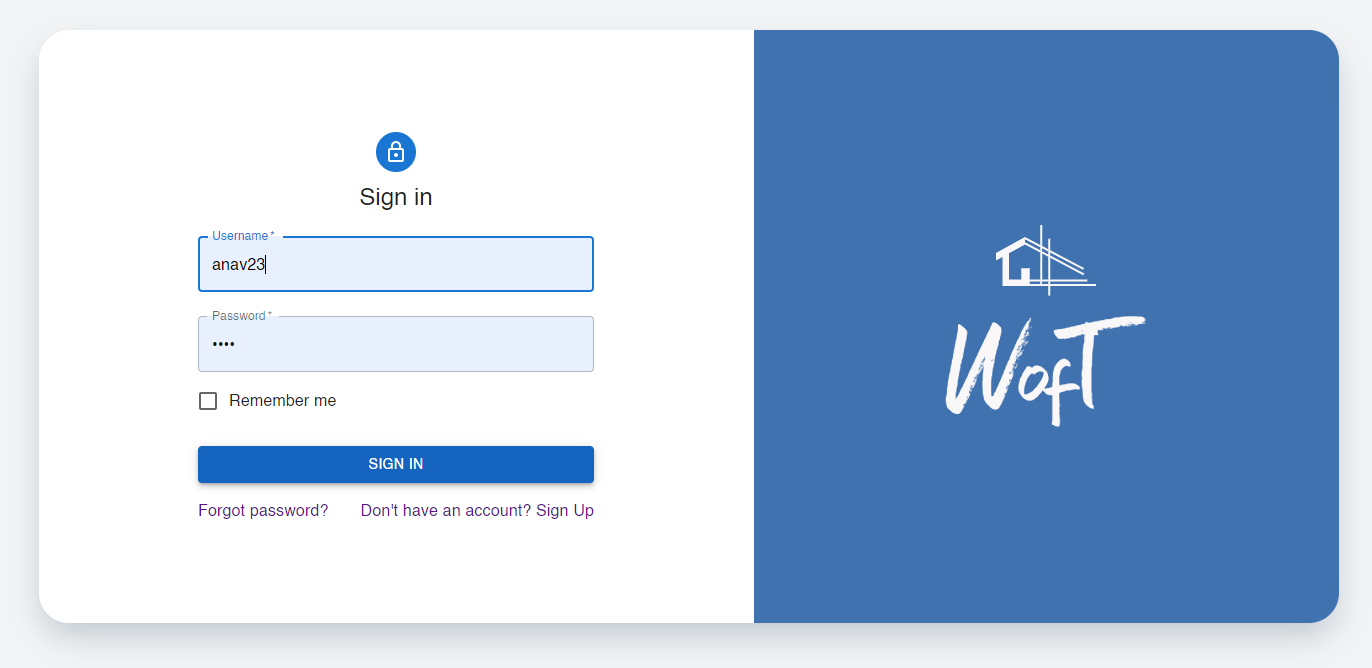 Sign in
Username *
anav23
Password *
••••
Remember me
SIGN IN
Forgot password? Don't have an account? Sign Up
WofT